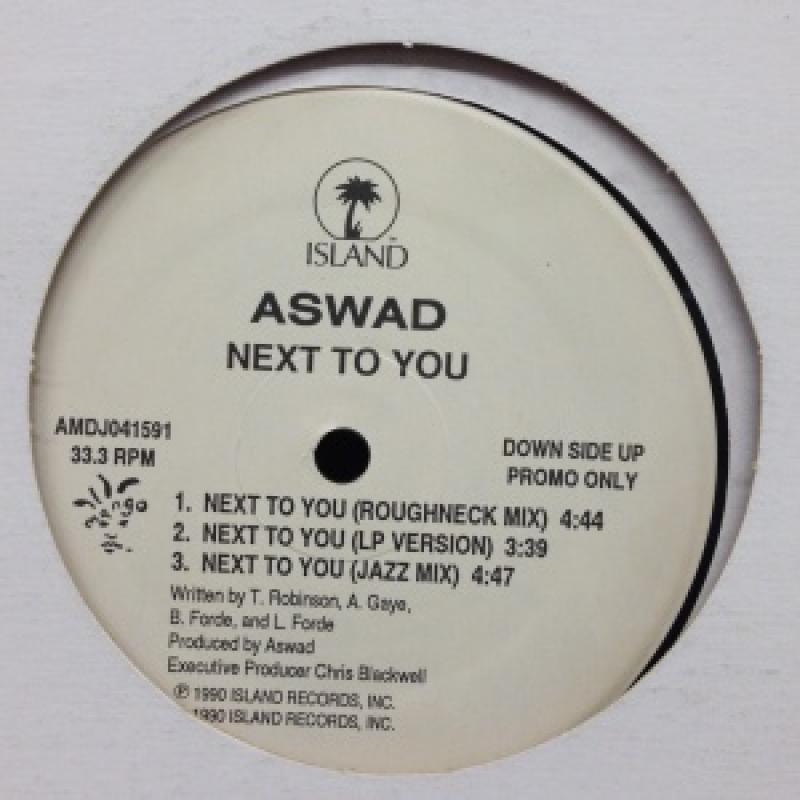 ISLAND
ASWAD
NEXT TO YOU
AMDJ041591
33.3 RPM
DOWN SIDE UP
PROMO ONLY
1. NEXT TO YOU (ROUGHNECK MIX) 4:44
2. NEXT TO YOU (LP VERSION) 3:39
3. NEXT TO YOU (JAZZ MIX) 4:47
Written by T. Robinson, A. Gaye,
B. Forde, and L. Forde
Produced by Aswad
Executive Producer Chris Blackwell
℗ 1990 ISLAND RECORDS, INC.
1990 ISLAND RECORDS, INC.